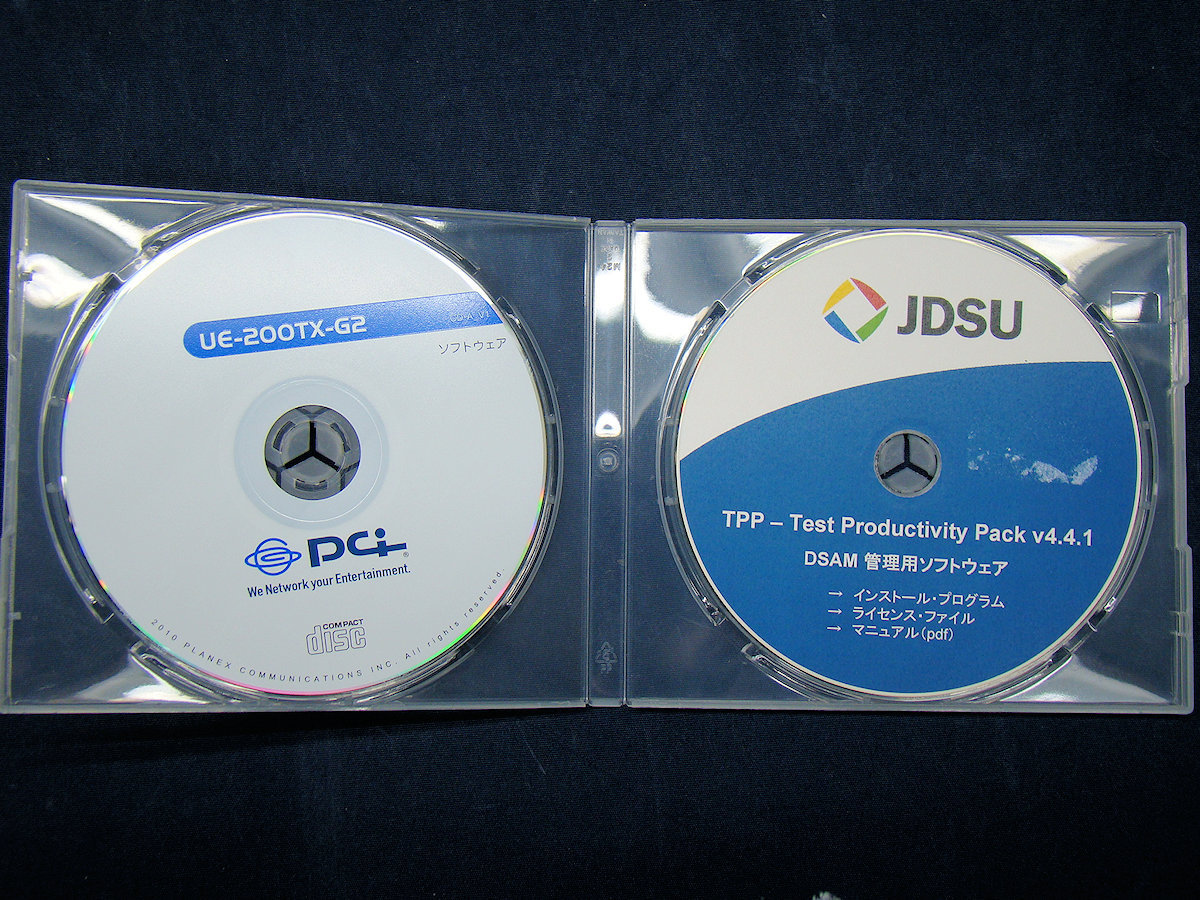 UE-200TX-G2
CD-A_V1
ソフトウェア
PCi®
We Network your Entertainment.
COMPACT
disc
2010 PLANEX COMMUNICATIONS INC. All rights reserved.
JDSU
TPP – Test Productivity Pack v4.4.1
DSAM 管理用ソフトウェア
→ インストール・プログラム
→ ライセンス・ファイル
→ マニュアル(pdf)